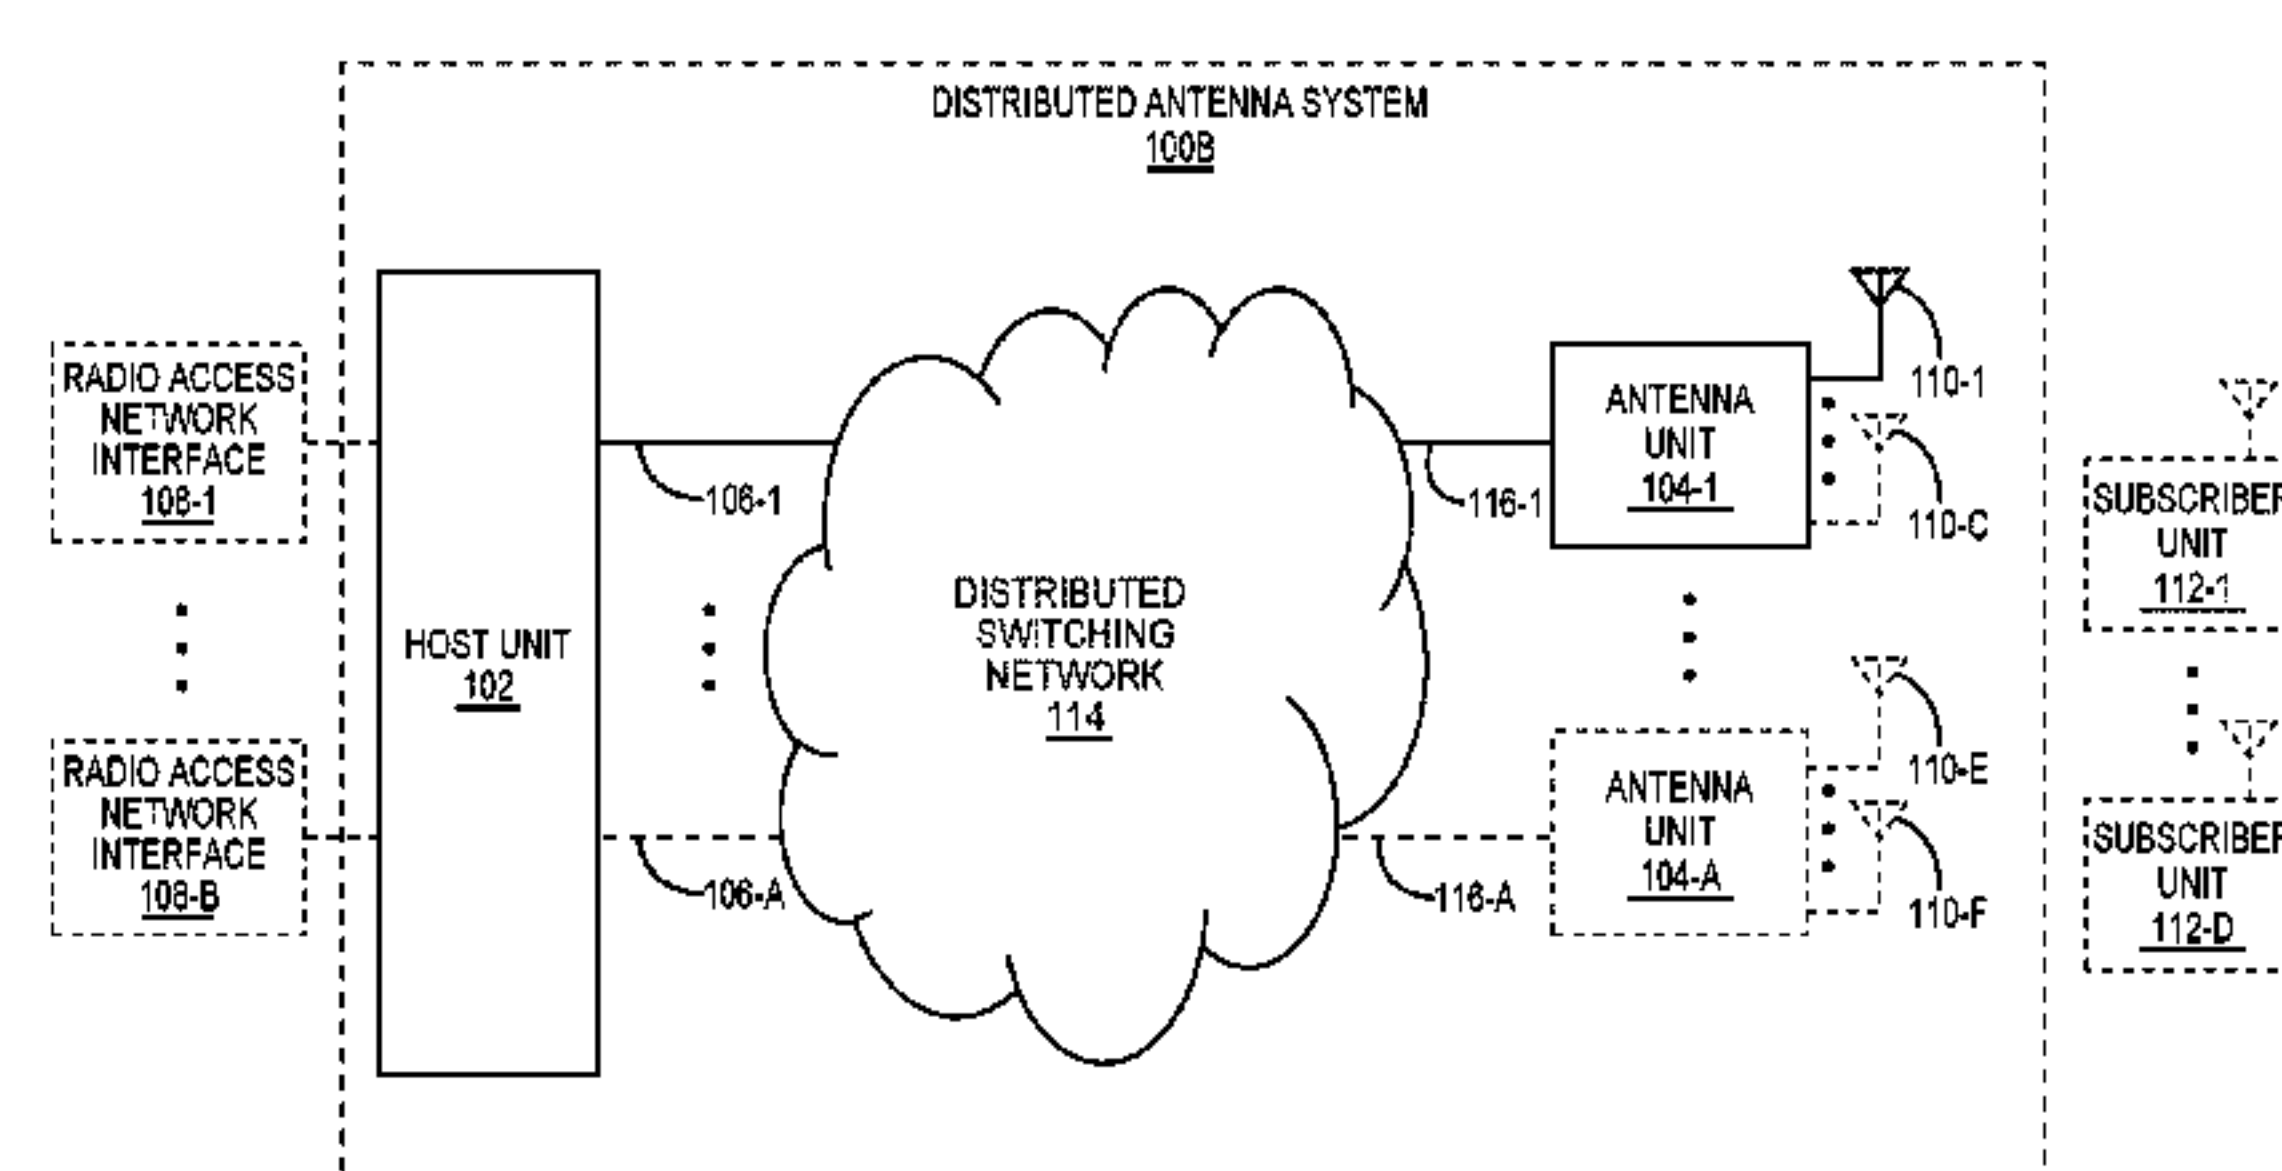 DISTRIBUTED ANTENNA SYSTEM
100B
RADIO ACCESS
NETWORK
INTERFACE
108-1
RADIO ACCESS
NETWORK
INTERFACE
108-B
HOST UNIT
102
106-1
106-A
DISTRIBUTED
SWITCHING
NETWORK
114
116-1
116-A
ANTENNA
UNIT
104-1
110-1
110-C
ANTENNA
UNIT
104-A
110-E
110-F
SUBSCRIBER
UNIT
112-1
SUBSCRIBER
UNIT
112-D